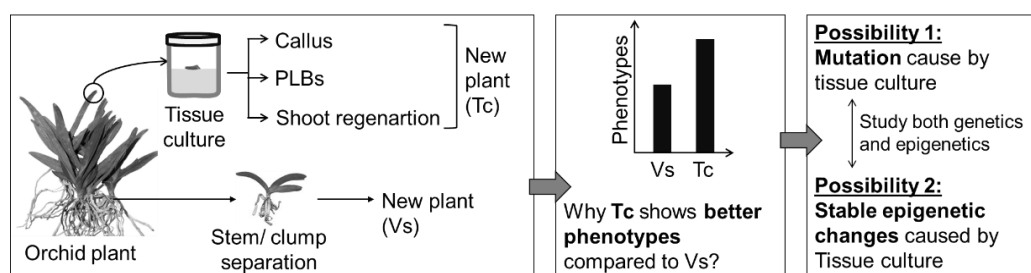 Callus
PLBs
Shoot regenartion
New
plant
(Tc)
Tissue
culture
Orchid plant
Stem/ clump
separation
New plant
(Vs)
Phenotypes
Vs Tc
Why Tc shows better
phenotypes
compared to Vs?
Possibility 1:
Mutation cause by
tissue culture
Study both genetics
and epigenetics
Possibility 2:
Stable epigenetic
changes caused by
Tissue culture